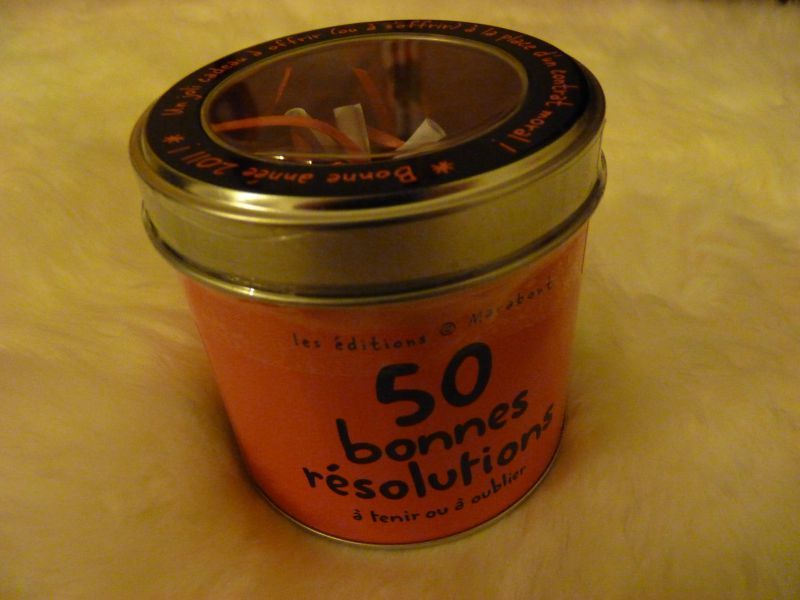 Un joli cadeau à offrir (ou à s'offrir) à la place d'un contrat moral !
* Bonne année 2011 ! *
les éditions @ Marabout
50
bonnes
résolutions
à tenir ou à oublier